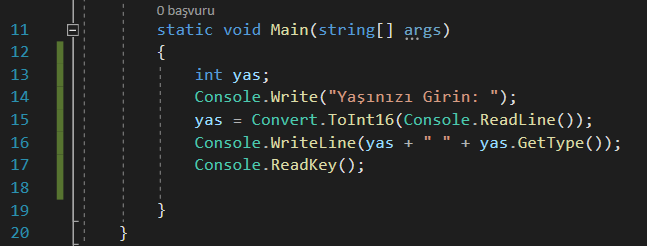 0 başvuru
11 static void Main(string[] args)
12 {
13 int yas;
14 Console.Write("Yaşınızı Girin: ");
15 yas = Convert.ToInt16(Console.ReadLine());
16 Console.WriteLine(yas + " " + yas.GetType());
17 Console.ReadKey();
18
19 }
20 }